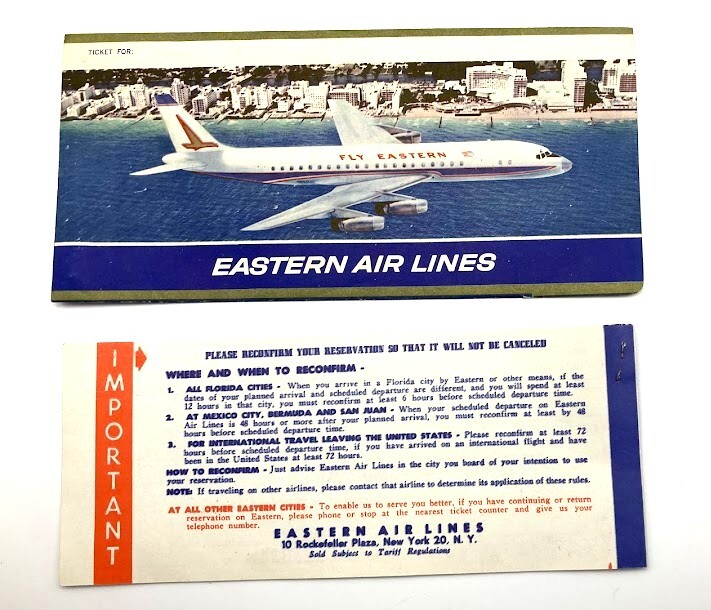 TICKET FOR:
FLY EASTERN
EASTERN AIR LINES
IMPORTANT
PLEASE RECONFIRM YOUR RESERVATION SO THAT IT WILL NOT BE CANCELED
WHERE AND WHEN TO RECONFIRM -
1. ALL FLORIDA CITIES - When you arrive in a Florida city by Eastern or other means, if the
dates of your planned arrival and scheduled departure are different, and you will spend at least
12 hours in that city, you must reconfirm at least 6 hours before scheduled departure time.
2. AT MEXICO CITY, BERMUDA AND SAN JUAN - When your scheduled departure on Eastern
Air Lines is 48 hours or more after your planned arrival, you must reconfirm at least by 48
hours before scheduled departure time.
3. FOR INTERNATIONAL TRAVEL LEAVING THE UNITED STATES - Please reconfirm at least 72
hours before scheduled departure time, if you have arrived on an international flight and have
been in the United States at least 72 hours.
HOW TO RECONFIRM - Just advise Eastern Air Lines in the city you board of your intention to use
your reservation.
NOTE: If traveling on other airlines, please contact that airline to determine its application of these rules.
AT ALL OTHER EASTERN CITIES - To enable us to serve you better, if you have continuing or return
reservation on Eastern, please phone or stop at the nearest ticket counter and give us your
telephone number.
EASTERN AIR LINES
10 Rockefeller Plaza, New York 20, N. Y.
Sold Subject to Tariff Regulations